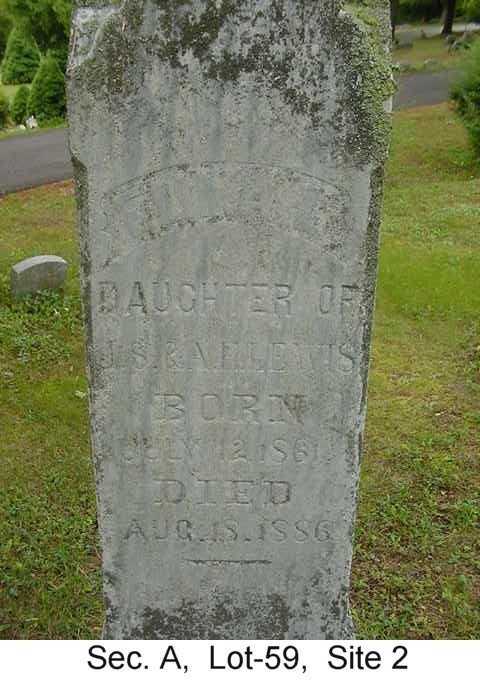 DAUGHTER OF
J.S. & A.F. LEWIS
BORN
JULY 12, 1861
DIED
AUG. 18, 1886
Sec. A, Lot-59, Site 2